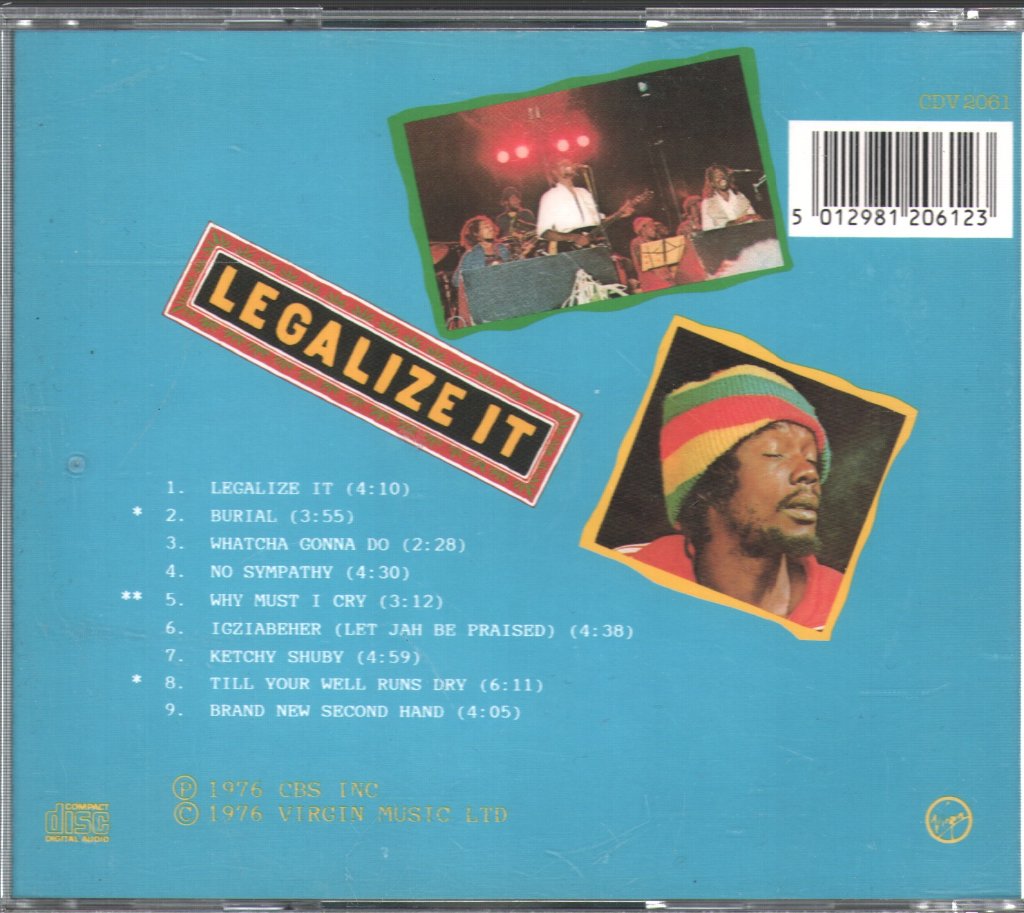 CDV 2061
5 012981 206123
LEGALIZE IT
1. LEGALIZE IT (4:10)
* 2. BURIAL (3:55)
3. WHATCHA GONNA DO (2:28)
4. NO SYMPATHY (4:30)
** 5. WHY MUST I CRY (3:12)
6. IGZIABEHER (LET JAH BE PRAISED) (4:38)
7. KETCHY SHUBY (4:59)
* 8. TILL YOUR WELL RUNS DRY (6:11)
9. BRAND NEW SECOND HAND (4:05)
Ⓟ 1976 CBS INC
© 1976 VIRGIN MUSIC LTD
COMPACT
disc
DIGITAL AUDIO
Virgin